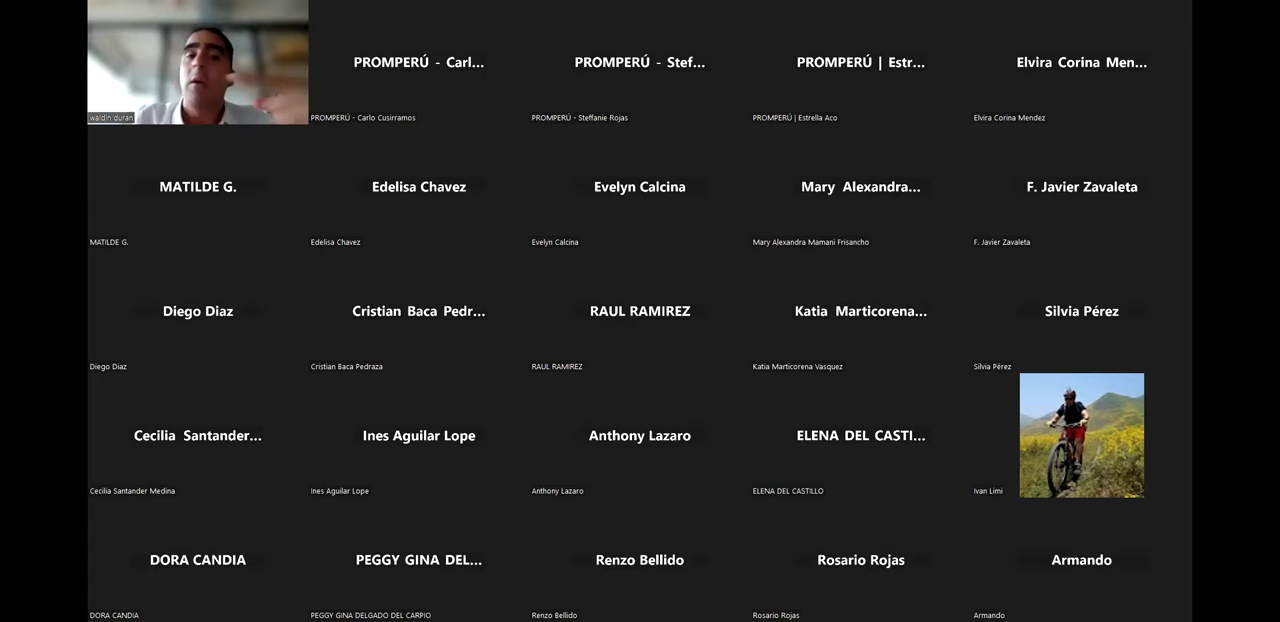 PROMPERÚ - Carl...
PROMPERÚ - Stef...
PROMPERÚ | Estr...
Elvira Corina Men...
waldin duran
PROMPERÚ - Carlo Cusirramos
PROMPERÚ - Steffanie Rojas
PROMPERÚ | Estrella Aco
Elvira Corina Mendez
MATILDE G.
Edelisa Chavez
Evelyn Calcina
Mary Alexandra...
F. Javier Zavaleta
MATILDE G.
Edelisa Chavez
Evelyn Calcina
Mary Alexandra Mamani Frisancho
F. Javier Zavaleta
Diego Diaz
Cristian Baca Pedr...
RAUL RAMIREZ
Katia Marticorena...
Silvia Pérez
Diego Diaz
Cristian Baca Pedraza
RAUL RAMIREZ
Katia Marticorena Vasquez
Silvia Pérez
Cecilia Santander...
Ines Aguilar Lope
Anthony Lazaro
ELENA DEL CASTI...
Cecilia Santander Medina
Ines Aguilar Lope
Anthony Lazaro
ELENA DEL CASTILLO
Ivan Limi
DORA CANDIA
PEGGY GINA DEL...
Renzo Bellido
Rosario Rojas
Armando
DORA CANDIA
PEGGY GINA DELGADO DEL CARPIO
Renzo Bellido
Rosario Rojas
Armando